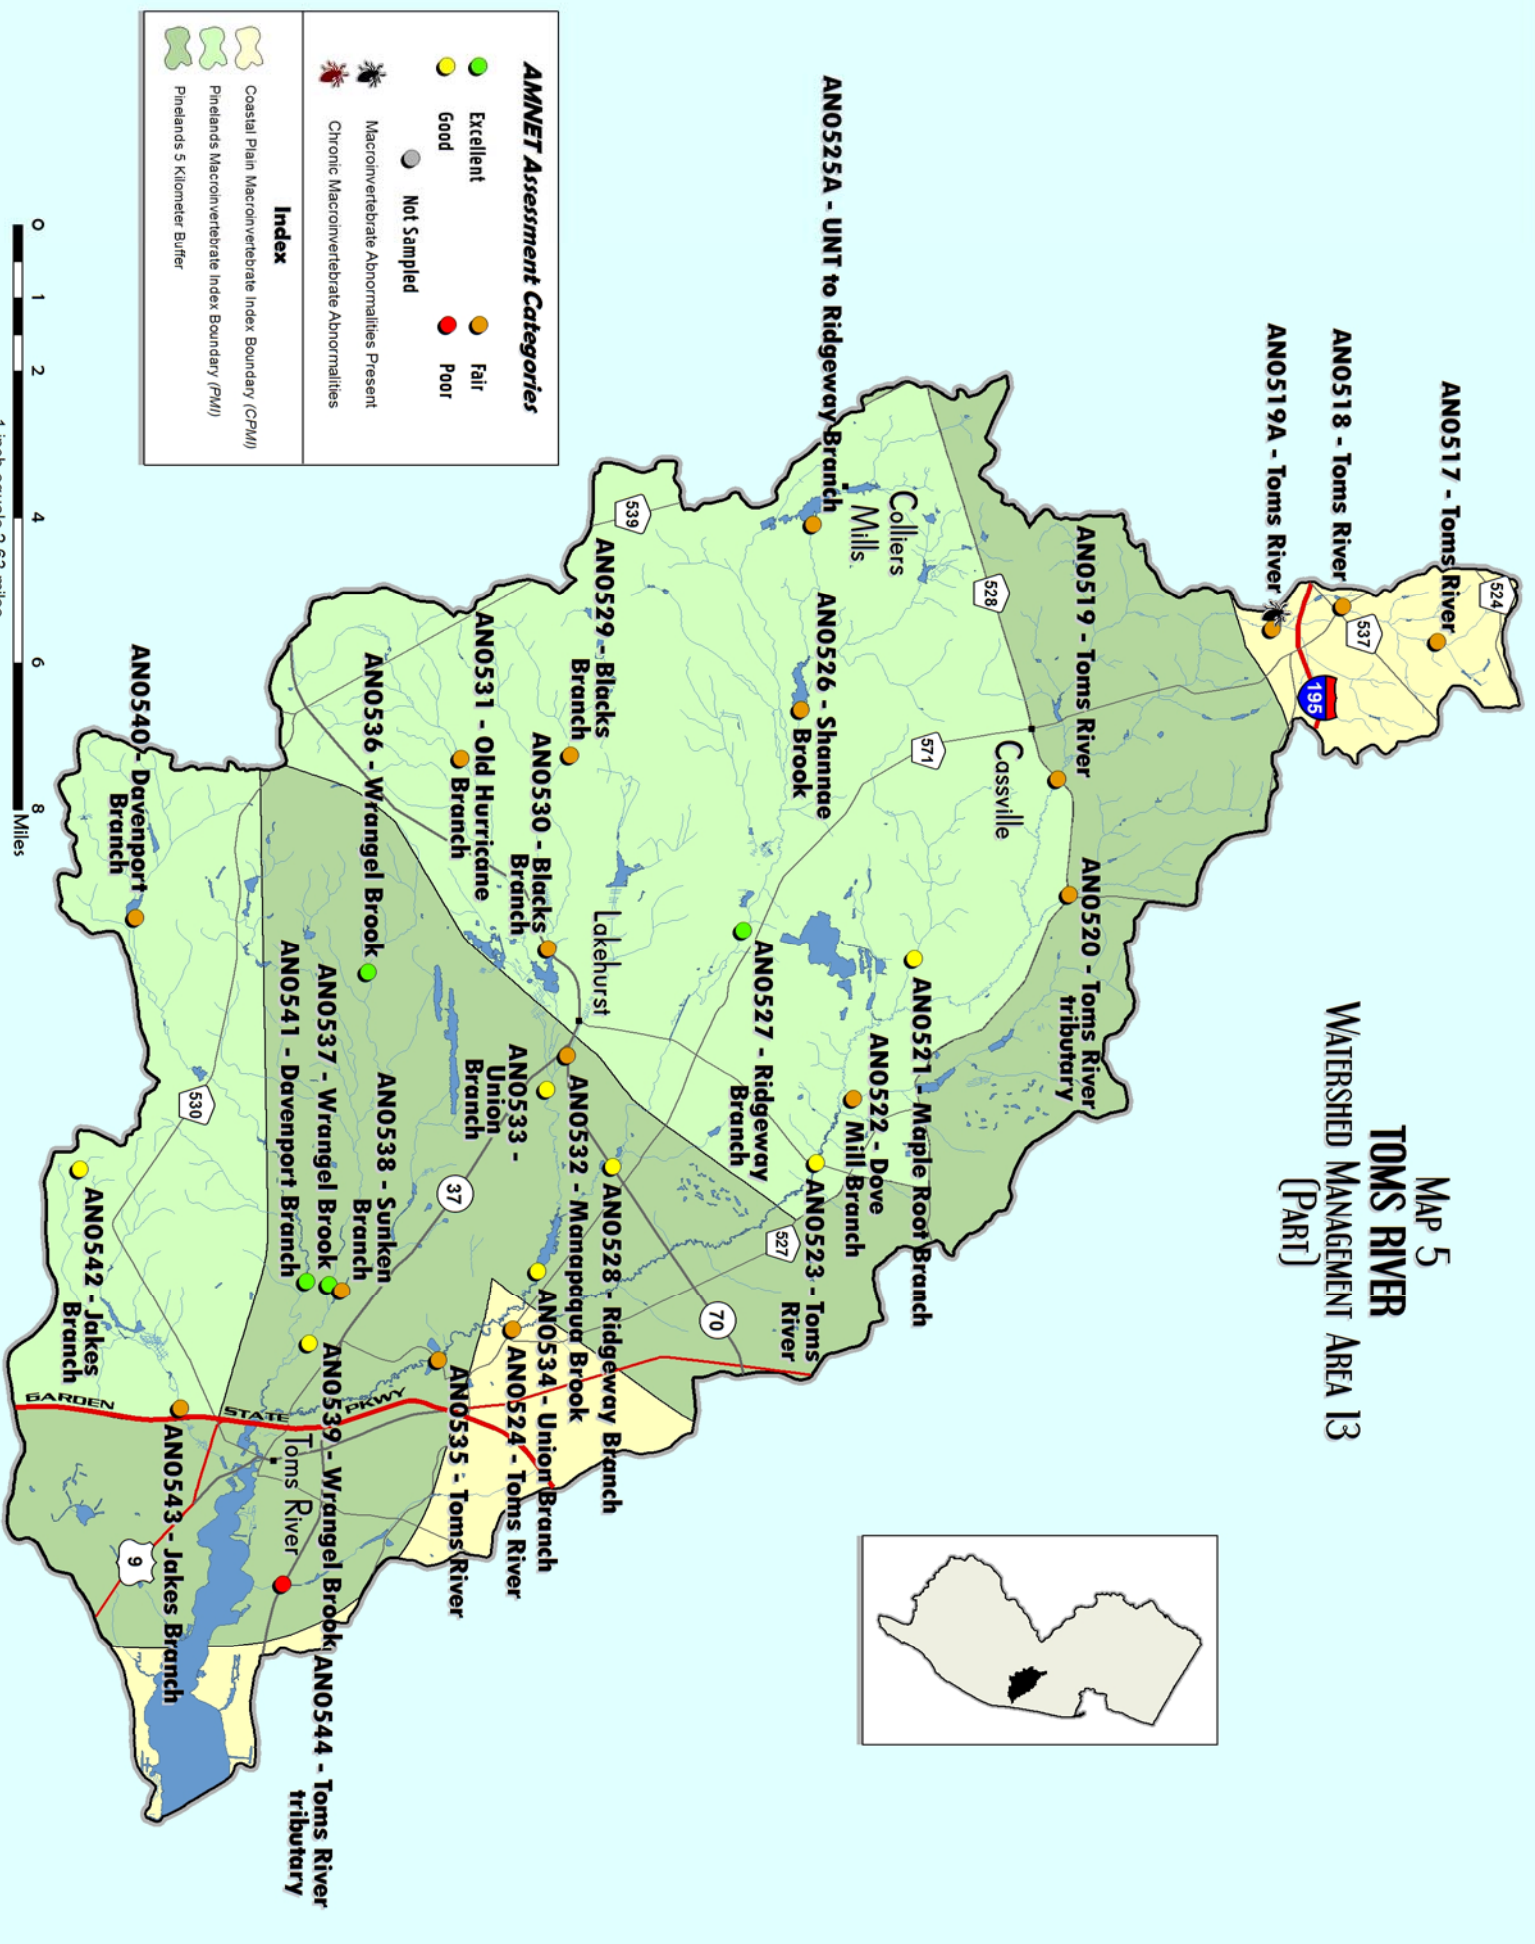 MAP 5
TOMS RIVER
WATERSHED MANAGEMENT AREA 13
(PART)
AN0517 - Toms River
524
AN0518 - Toms River
537
AN0519A - Toms River
195
AN0519 - Toms River
AN0520 - Toms River
tributary
528
Cassville
571
Colliers
Mills
AN0525A - UNT to Ridgeway Branch
AN0521 - Maple Root Branch
AN0522 - Dove
Mill Branch
AN0526 - Shannae
Brook
AN0523 - Toms
River
527
AN0527 - Ridgeway
Branch
70
539
AN0529 - Blacks
Branch
Lakehurst
AN0528 - Ridgeway Branch
AN0532 - Manapaqua Brook
AN0530 - Blacks
Branch
AN0534 - Union Branch
AN0533 -
Union
Branch
AN0524 - Toms River
AN0531 - Old Hurricane
Branch
37
AN0535 - Toms River
AN0536 - Wrangel Brook
AN0538 - Sunken
Branch
AN0537 - Wrangel Brook
AN0539 - Wrangel Brook
AN0544 - Toms River
tributary
AN0541 - Davenport Branch
Toms River
GARDEN STATE PKWY
530
AN0540 - Davenport
Branch
AN0543 - Jakes Branch
9
AN0542 - Jakes
Branch
AMNET Assessment Categories
Excellent
Fair
Good
Poor
Not Sampled
Macroinvertebrate Abnormalities Present
Chronic Macroinvertebrate Abnormalities
Index
Coastal Plain Macroinvertebrate Index Boundary (CPMI)
Pinelands Macroinvertebrate Index Boundary (PMI)
Pinelands 5 Kilometer Buffer
0 1 2 4 6 8
Miles